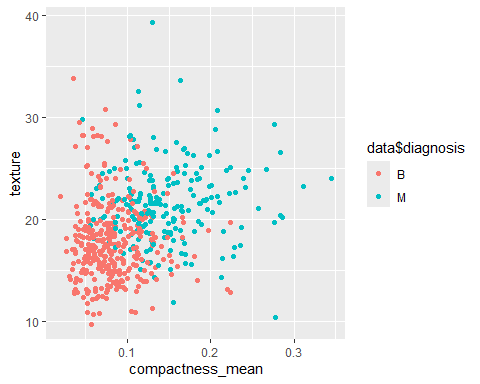 40
30
20
10
texture
0.1 0.2 0.3
compactness_mean
data$diagnosis
B
M